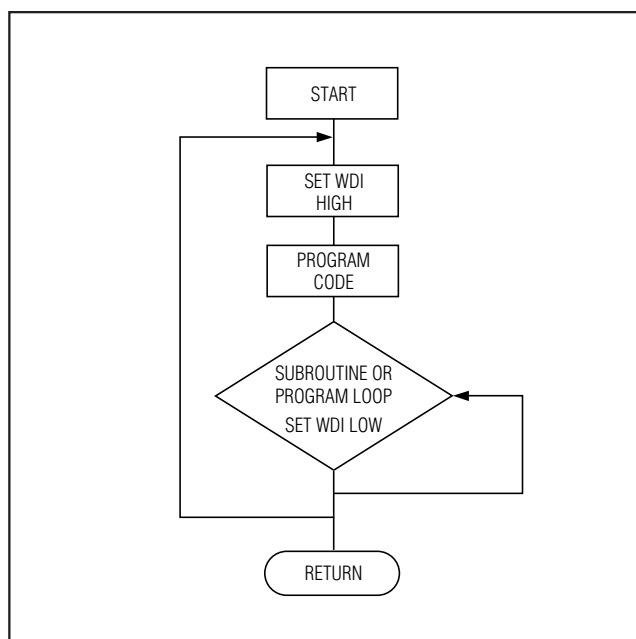 START
SET WDI
HIGH
PROGRAM
CODE
SUBROUTINE OR
PROGRAM LOOP
SET WDI LOW
RETURN